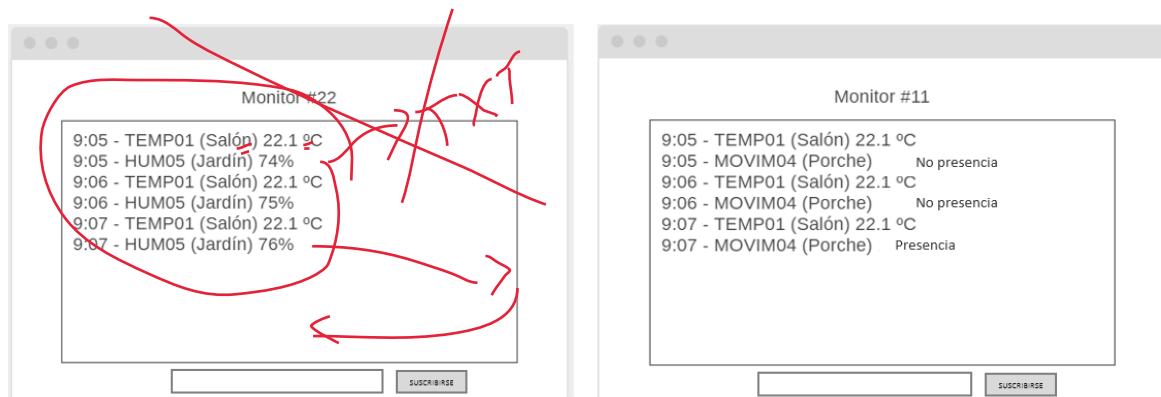 Monitor #22
9:05 - TEMP01 (Salón) 22.1 ºC
9:05 - HUM05 (Jardín) 74%
9:06 - TEMP01 (Salón) 22.1 ºC
9:06 - HUM05 (Jardín) 75%
9:07 - TEMP01 (Salón) 22.1 ºC
9:07 - HUM05 (Jardín) 76%
SUSCRIBIRSE
Monitor #11
9:05 - TEMP01 (Salón) 22.1 ºC
9:05 - MOVIM04 (Porche) No presencia
9:06 - TEMP01 (Salón) 22.1 ºC
9:06 - MOVIM04 (Porche) No presencia
9:07 - TEMP01 (Salón) 22.1 ºC
9:07 - MOVIM04 (Porche) Presencia
SUSCRIBIRSE